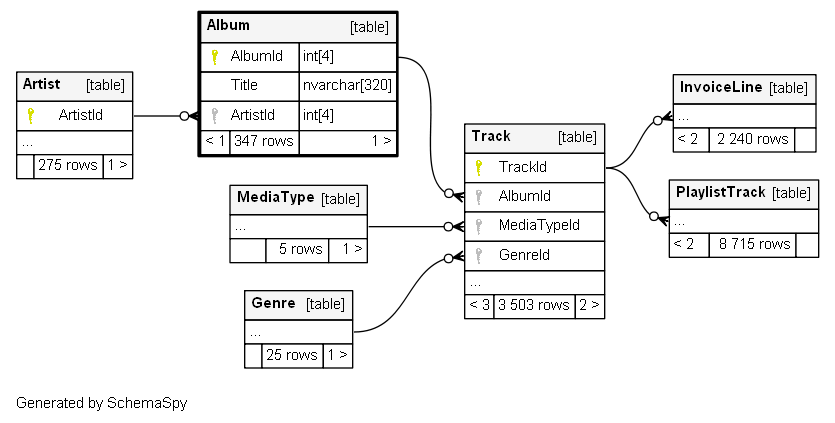 Album [table]
AlbumId int[4]
Title nvarchar[320]
ArtistId int[4]
< 1 347 rows 1 >
Artist [table]
ArtistId
...
275 rows 1 >
MediaType [table]
...
5 rows 1 >
Genre [table]
...
25 rows 1 >
Track [table]
TrackId
AlbumId
MediaTypeId
GenreId
...
< 3 3 503 rows 2 >
InvoiceLine [table]
...
< 2 2 240 rows
PlaylistTrack [table]
...
< 2 8 715 rows
Generated by SchemaSpy